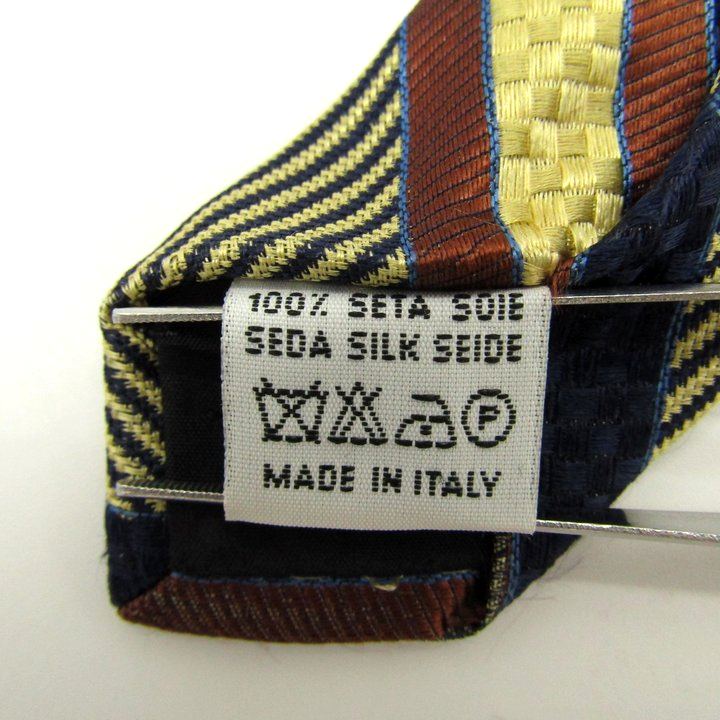 100% SETA SOIE
SEDA SILK SEIDE
P
MADE IN ITALY